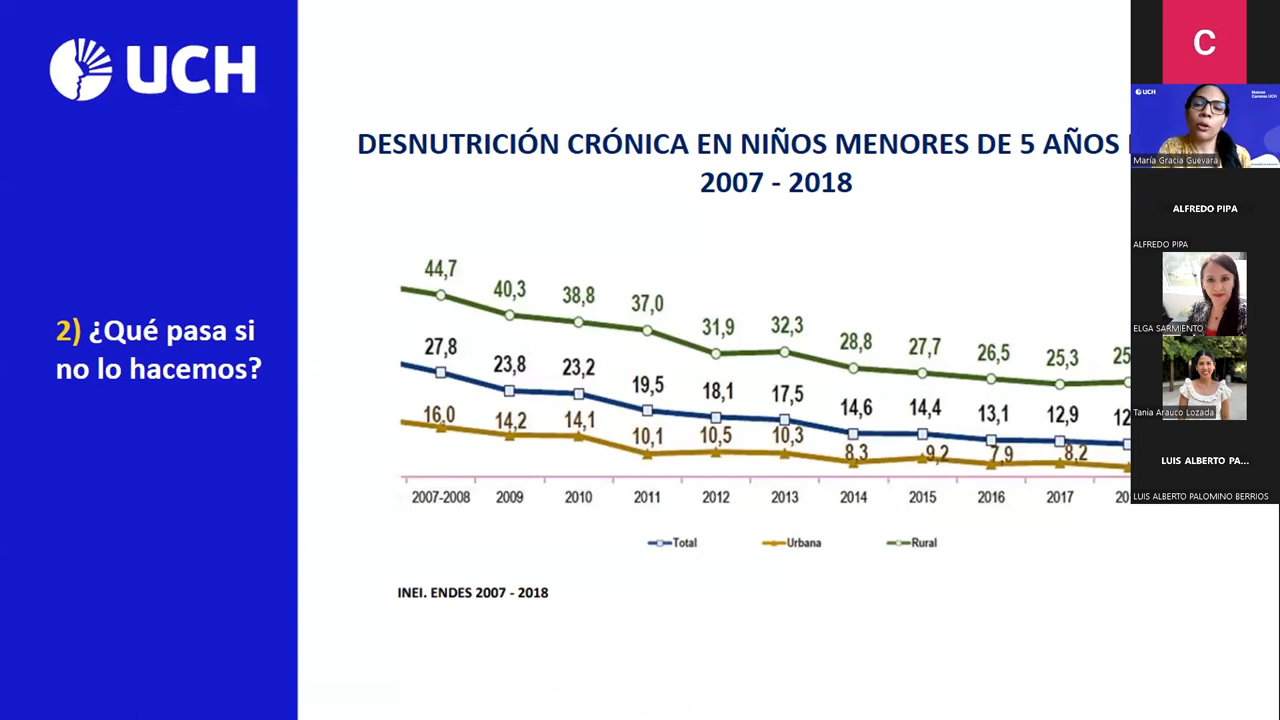 UCH
2) ¿Qué pasa si
no lo hacemos?
DESNUTRICIÓN CRÓNICA EN NIÑOS MENORES DE 5 AÑOS
2007 - 2018
44,7
40,3
38,8
37,0
31,9
32,3
28,8
27,7
26,5
25,3
25
27,8
23,8
23,2
19,5
18,1
17,5
14,6
14,4
13,1
12,9
12
16,0
14,2
14,1
10,1
10,5
10,3
8,3
9,2
7,9
8,2
2007-2008 2009 2010 2011 2012 2013 2014 2015 2016 2017 20
Total Urbana Rural
INEI. ENDES 2007 - 2018
C
UCH
María Gracia Guevara
ALFREDO PIPA
ALFREDO PIPA
ELGA SARMIENTO
Tania Arauco Lozada
LUIS ALBERTO PA...
LUIS ALBERTO PALOMINO BERRIOS